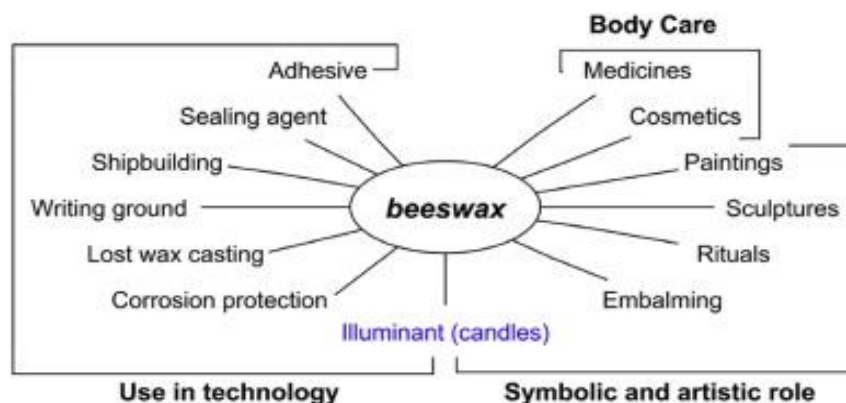 Body Care
Adhesive
Medicines
Sealing agent
Cosmetics
Shipbuilding
Paintings
Writing ground
beeswax
Sculptures
Lost wax casting
Rituals
Corrosion protection
Embalming
Illuminant (candles)
Use in technology
Symbolic and artistic role